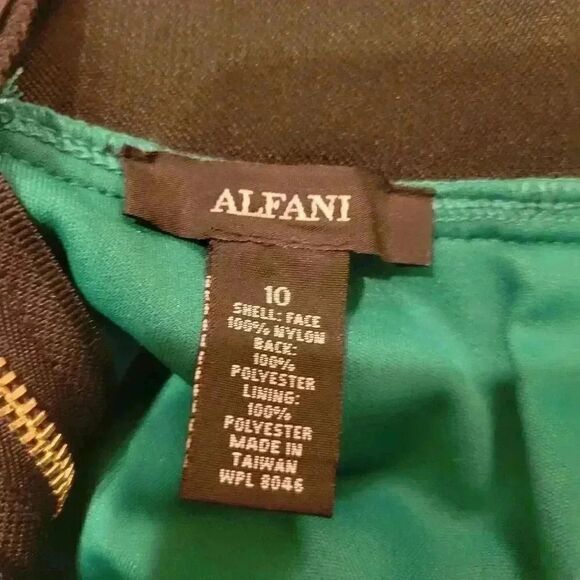 ALFANI
10
SHELL: FACE
100% NYLON
BACK:
100%
POLYESTER
LINING:
100%
POLYESTER
MADE IN
TAIWAN
WPL 8046